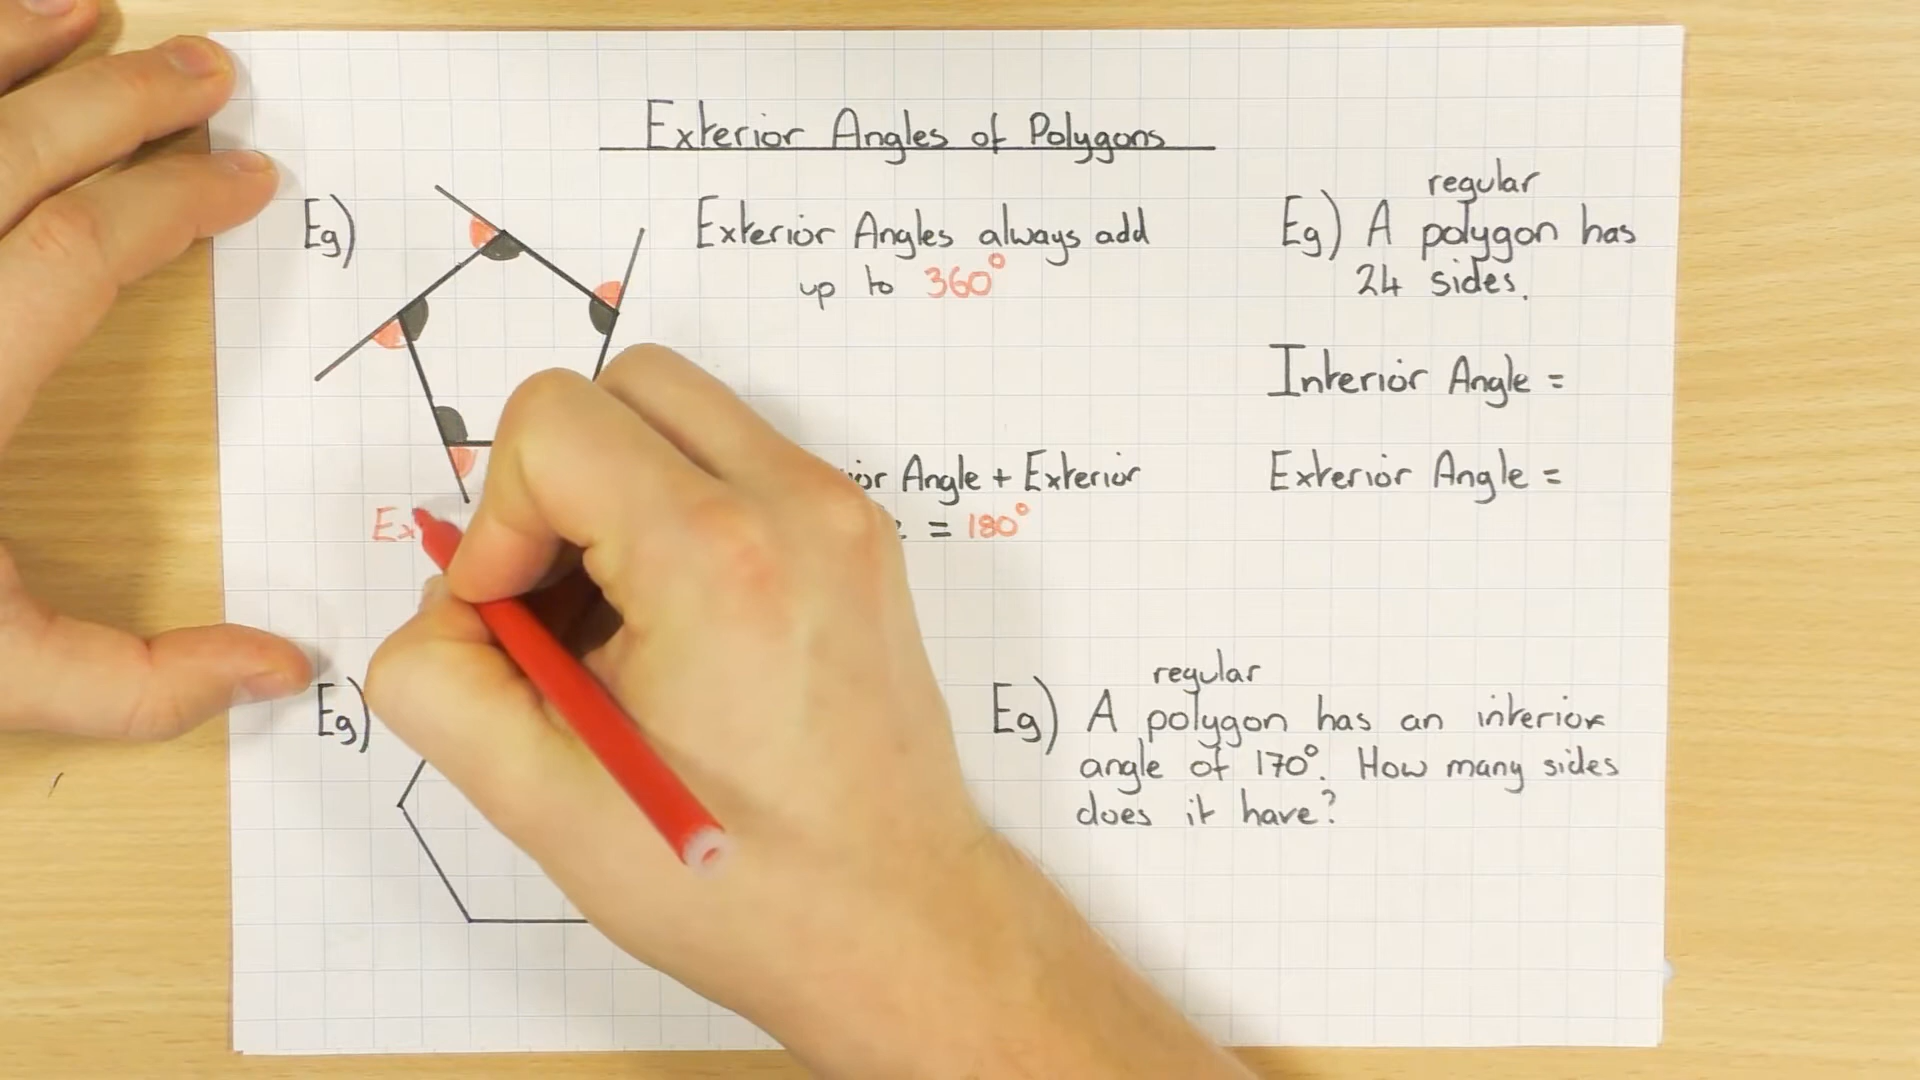 Exterior Angles of Polygons
Eg)
Exterior Angles always add
up to 360°
Angle + Exterior
= 180°
Ex
Eg) A regular polygon has
24 sides.
Interior Angle =
Exterior Angle =
Eg)
Eg) A regular polygon has an interior
angle of 170°. How many sides
does it have?